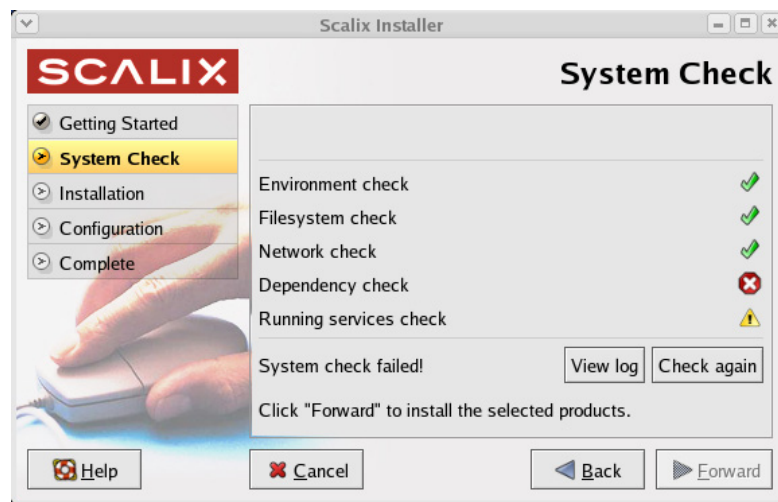 Scalix Installer
SCALIX
System Check
Getting Started
System Check
Installation
Configuration
Complete
Environment check
Filesystem check
Network check
Dependency check
Running services check
System check failed!
View log
Check again
Click "Forward" to install the selected products.
Help
Cancel
Back
Forward